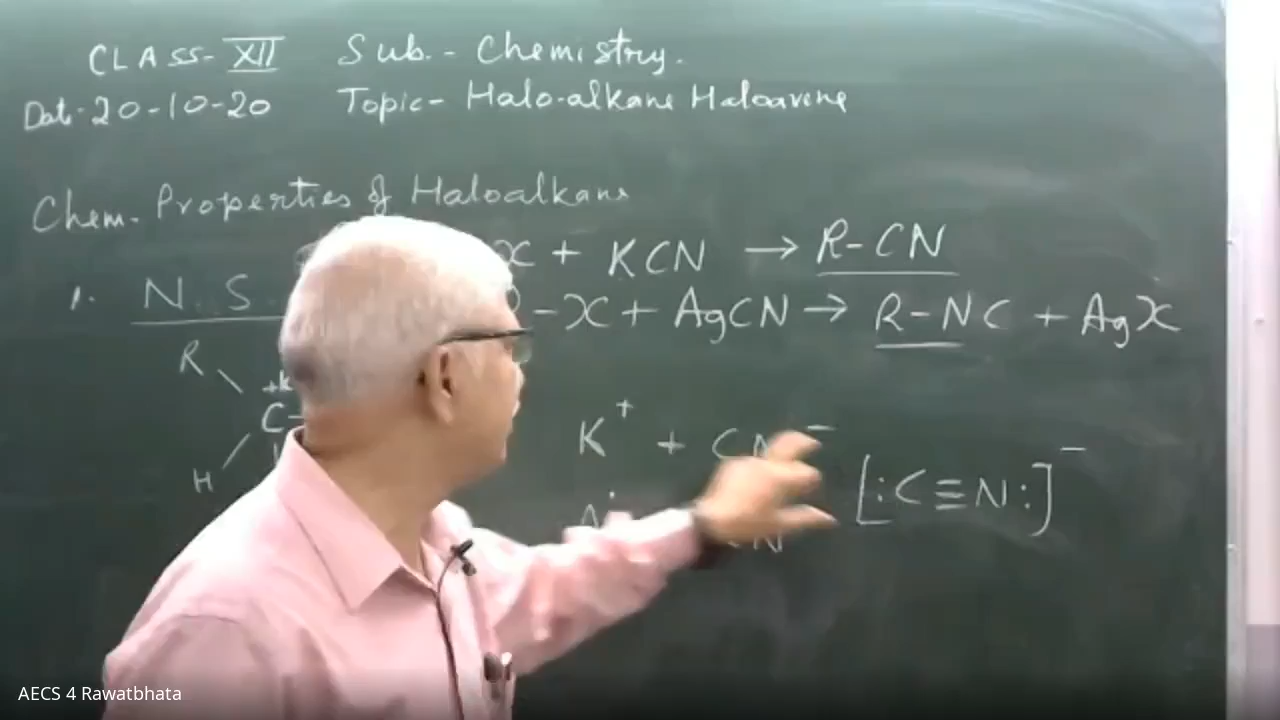 CLASS-XII Sub.- Chemistry.
Date-20-10-20 Topic- Halo-alkane Haloarene
Chem. Properties of Haloalkane
X + KCN → R-CN
1. N.S.
R-X + AgCN → R-NC + AgX
R
C-
H
K⁺ + CN⁻
[:C≡N:]⁻
AECS 4 Rawatbhata